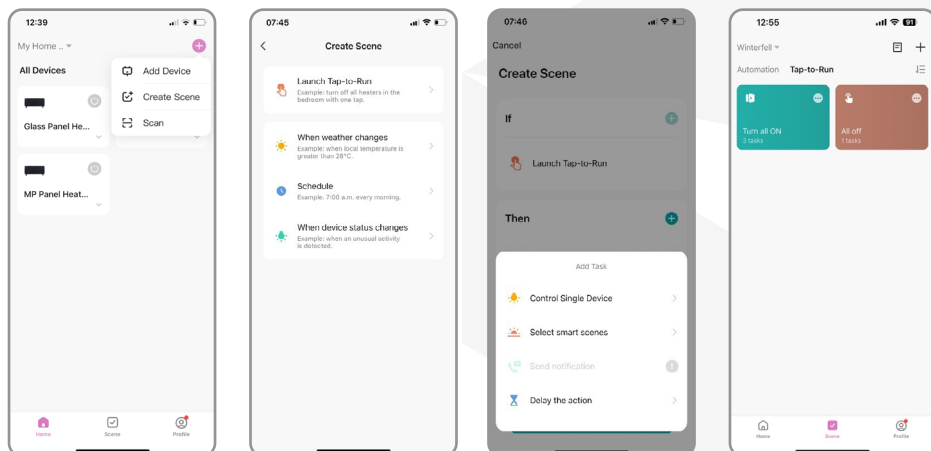 12:39
My Home ..
All Devices
Add Device
Create Scene
Scan
Glass Panel He...
MP Panel Heat...
Home
Scene
Profile
07:45
Create Scene
Launch Tap-to-Run
Example: turn off all heaters in the
bedroom with one tap.
When weather changes
Example: when local temperature is
greater than 28°C.
Schedule
Example: 7:00 a.m. every morning.
When device status changes
Example: when an unusual activity
is detected.
07:46
Cancel
Create Scene
If
Launch Tap-to-Run
Then
Add Task
Control Single Device
Select smart scenes
Send notification
Delay the action
12:55
91
Winterfell
Automation Tap-to-Run
Turn all ON
3 tasks
All off
1 tasks
Home
Scene
Profile